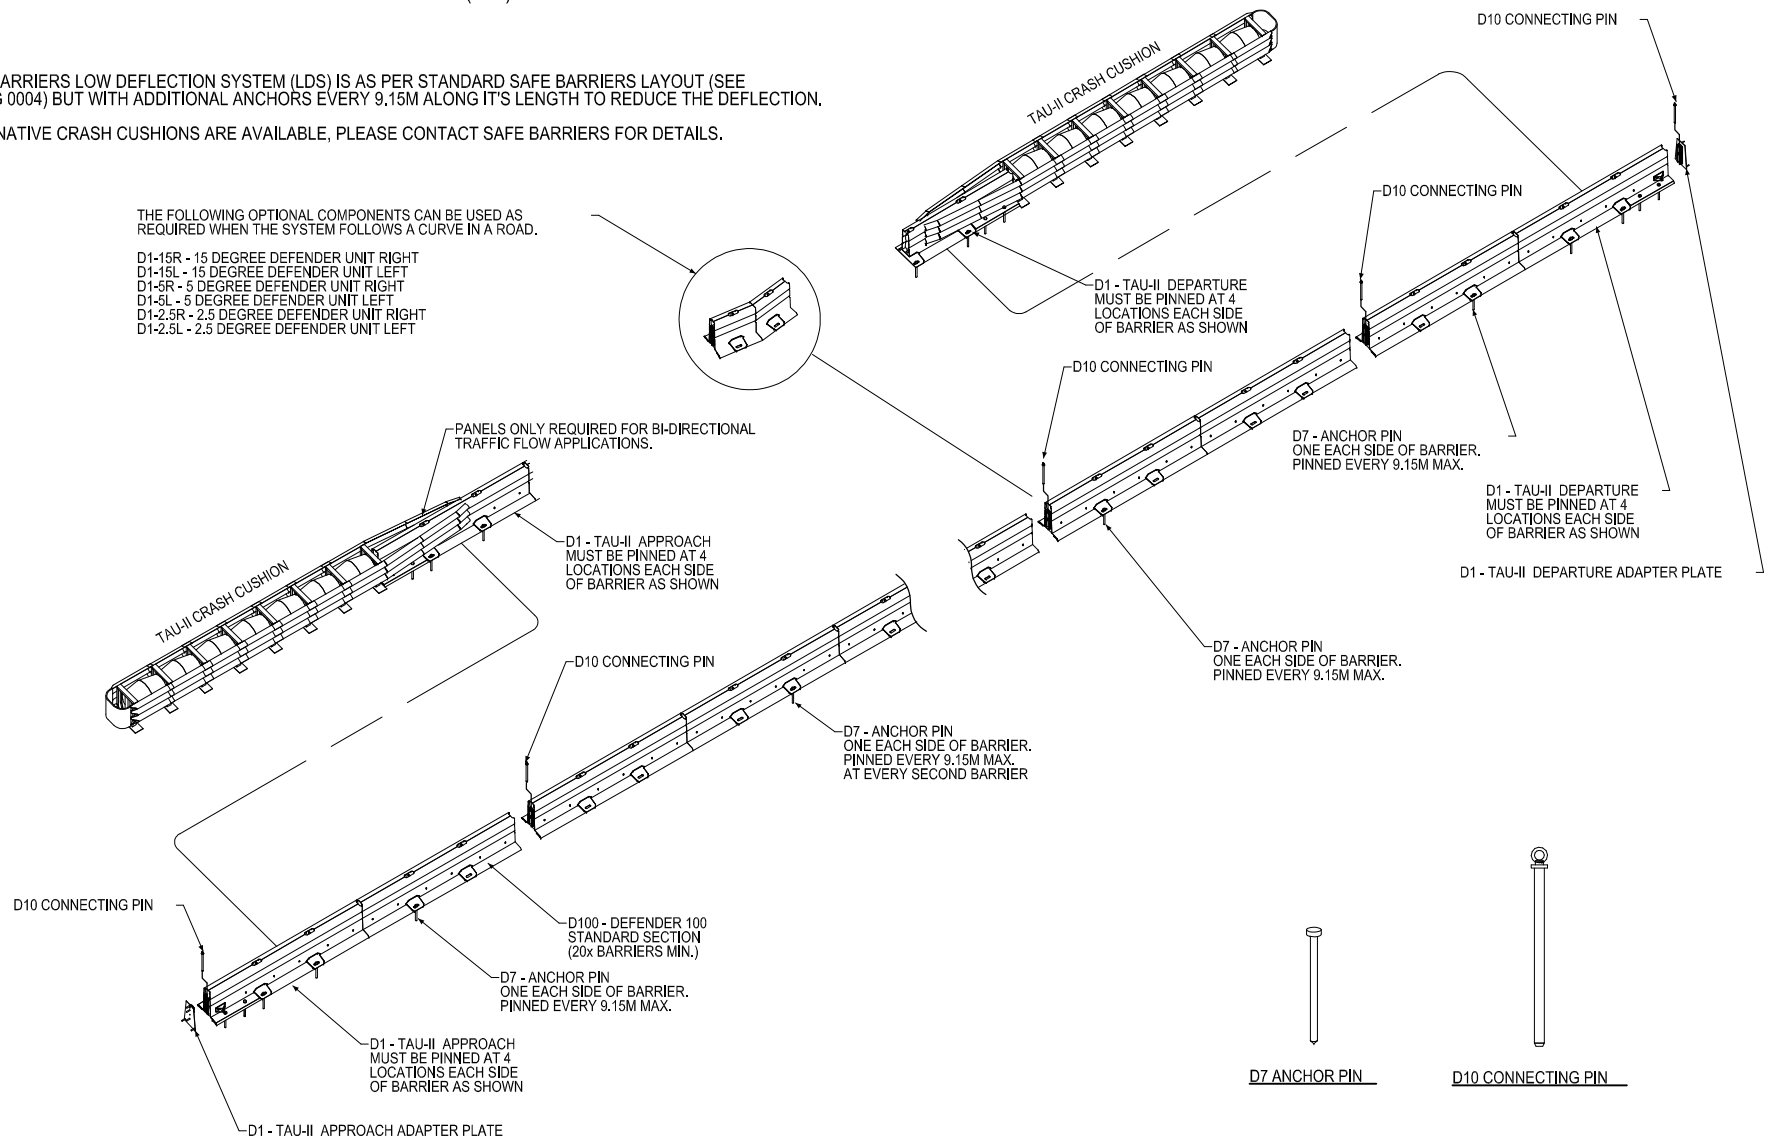 D10 CONNECTING PIN
TAU-II CRASH CUSHION
ARRIERS LOW DEFLECTION SYSTEM (LDS) IS AS PER STANDARD SAFE BARRIERS LAYOUT (SEE
0004) BUT WITH ADDITIONAL ANCHORS EVERY 9.15M ALONG IT'S LENGTH TO REDUCE THE DEFLECTION.
NATIVE CRASH CUSHIONS ARE AVAILABLE, PLEASE CONTACT SAFE BARRIERS FOR DETAILS.
D10 CONNECTING PIN
THE FOLLOWING OPTIONAL COMPONENTS CAN BE USED AS
REQUIRED WHEN THE SYSTEM FOLLOWS A CURVE IN A ROAD.
D1-15R - 15 DEGREE DEFENDER UNIT RIGHT
D1-15L - 15 DEGREE DEFENDER UNIT LEFT
D1-5R - 5 DEGREE DEFENDER UNIT RIGHT
D1-5L - 5 DEGREE DEFENDER UNIT LEFT
D1-2.5R - 2.5 DEGREE DEFENDER UNIT RIGHT
D1-2.5L - 2.5 DEGREE DEFENDER UNIT LEFT
D1 - TAU-II DEPARTURE
MUST BE PINNED AT 4
LOCATIONS EACH SIDE
OF BARRIER AS SHOWN
D10 CONNECTING PIN
PANELS ONLY REQUIRED FOR BI-DIRECTIONAL
TRAFFIC FLOW APPLICATIONS.
D7 - ANCHOR PIN
ONE EACH SIDE OF BARRIER.
PINNED EVERY 9.15M MAX.
D1 - TAU-II DEPARTURE
MUST BE PINNED AT 4
LOCATIONS EACH SIDE
OF BARRIER AS SHOWN
D1 - TAU-II DEPARTURE ADAPTER PLATE
D1 - TAU-II APPROACH
MUST BE PINNED AT 4
LOCATIONS EACH SIDE
OF BARRIER AS SHOWN
TAU-II CRASH CUSHION
D7 - ANCHOR PIN
ONE EACH SIDE OF BARRIER.
PINNED EVERY 9.15M MAX.
D10 CONNECTING PIN
D7 - ANCHOR PIN
ONE EACH SIDE OF BARRIER.
PINNED EVERY 9.15M MAX.
AT EVERY SECOND BARRIER
D10 CONNECTING PIN
D100 - DEFENDER 100
STANDARD SECTION
(20x BARRIERS MIN.)
D7 - ANCHOR PIN
ONE EACH SIDE OF BARRIER.
PINNED EVERY 9.15M MAX.
D1 - TAU-II APPROACH
MUST BE PINNED AT 4
LOCATIONS EACH SIDE
OF BARRIER AS SHOWN
D1 - TAU-II APPROACH ADAPTER PLATE
D7 ANCHOR PIN
D10 CONNECTING PIN